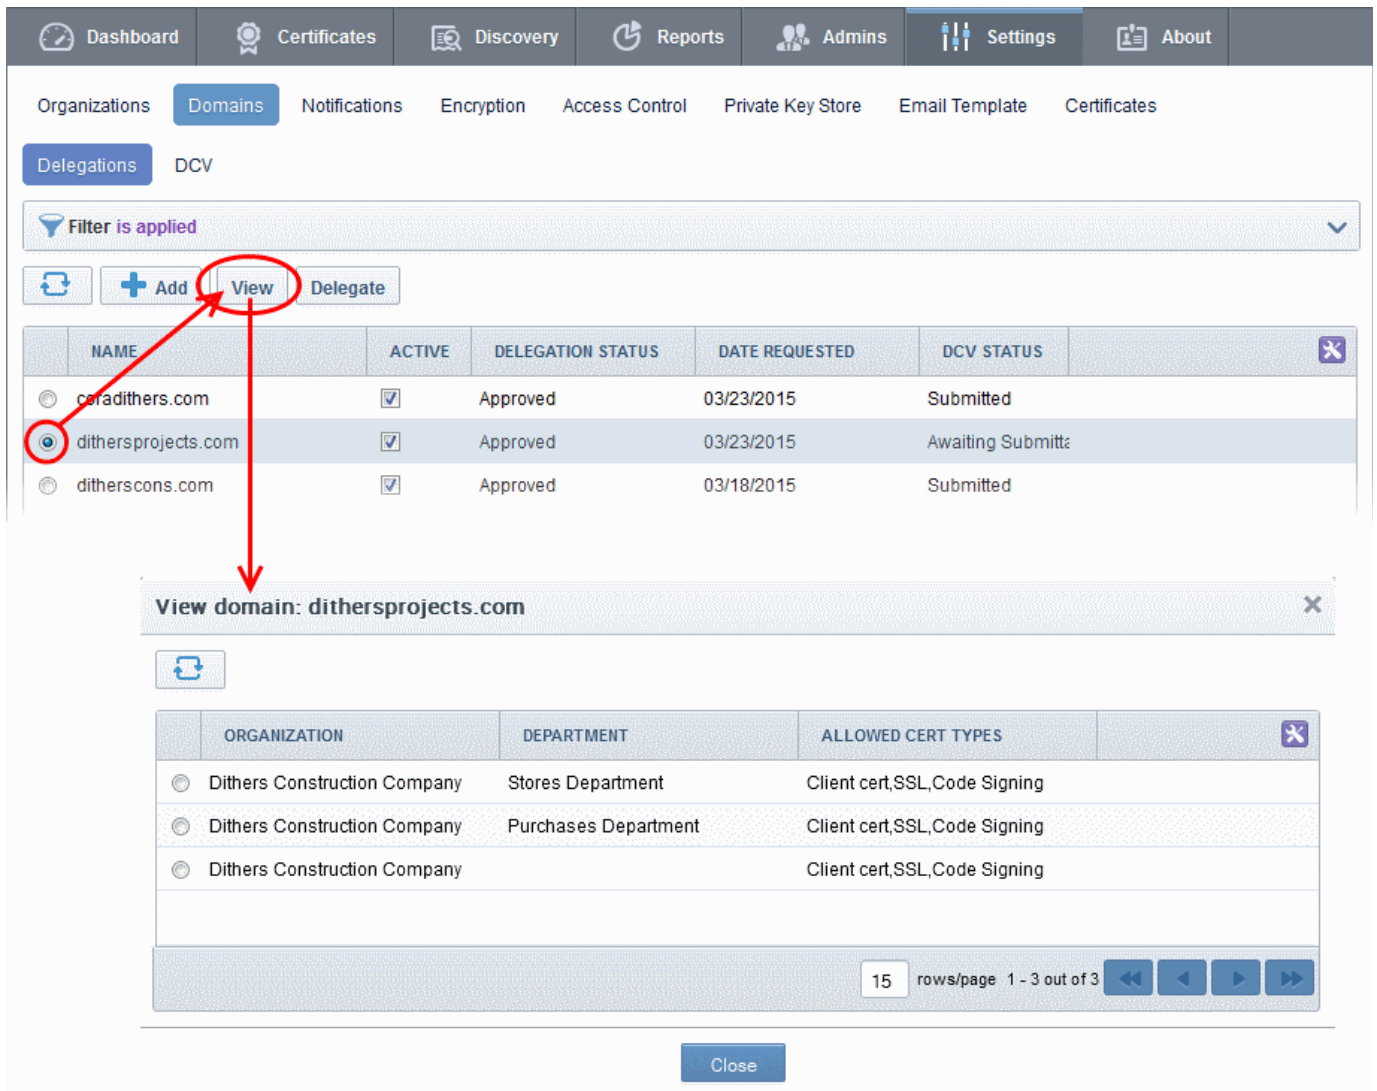 Dashboard Certificates Discovery Reports Admins Settings About
Organizations Domains Notifications Encryption Access Control Private Key Store Email Template Certificates
Delegations DCV
Filter is applied
Add View Delegate
NAME ACTIVE DELEGATION STATUS DATE REQUESTED DCV STATUS
ccfadithers.com Approved 03/23/2015 Submitted
dithersprojects.com Approved 03/23/2015 Awaiting Submitta
ditherscons.com Approved 03/18/2015 Submitted
View domain: dithersprojects.com
ORGANIZATION DEPARTMENT ALLOWED CERT TYPES
Dithers Construction Company Stores Department Client cert,SSL,Code Signing
Dithers Construction Company Purchases Department Client cert,SSL,Code Signing
Dithers Construction Company Client cert,SSL,Code Signing
15 rows/page 1 - 3 out of 3
Close